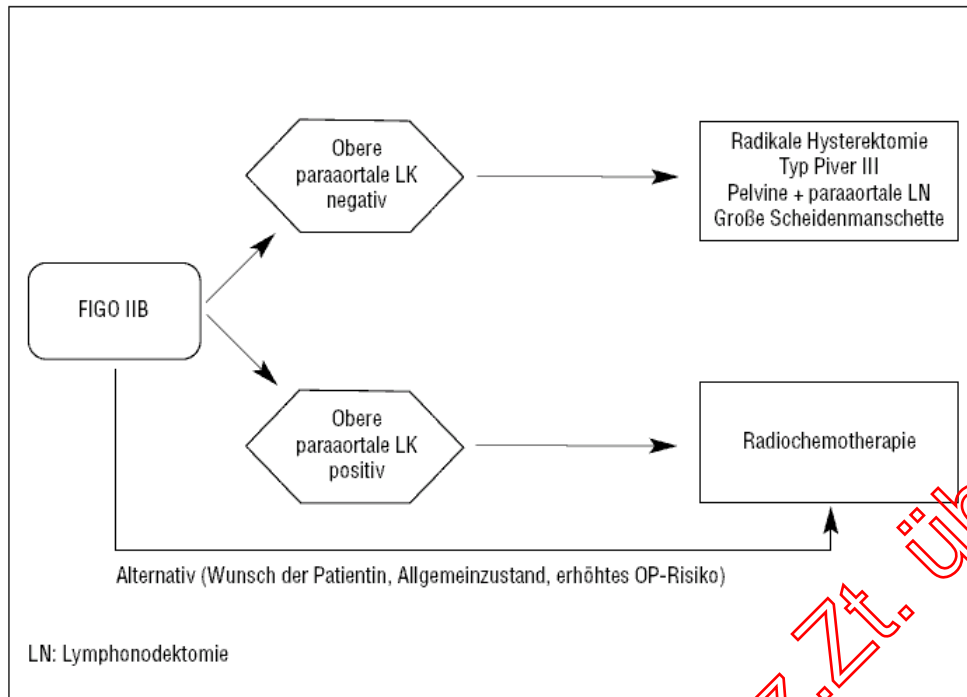 Obere
paraaortale LK
negativ
Radikale Hysterektomie
Typ Piver III
Pelvine + paraaortale LN
Große Scheidenmanschette
FIGO IIB
Obere
paraaortale LK
positiv
Radiochemotherapie
Alternativ (Wunsch der Patientin, Allgemeinzustand, erhöhtes OP-Risiko)
LN: Lymphonodektomie
z.Zt.